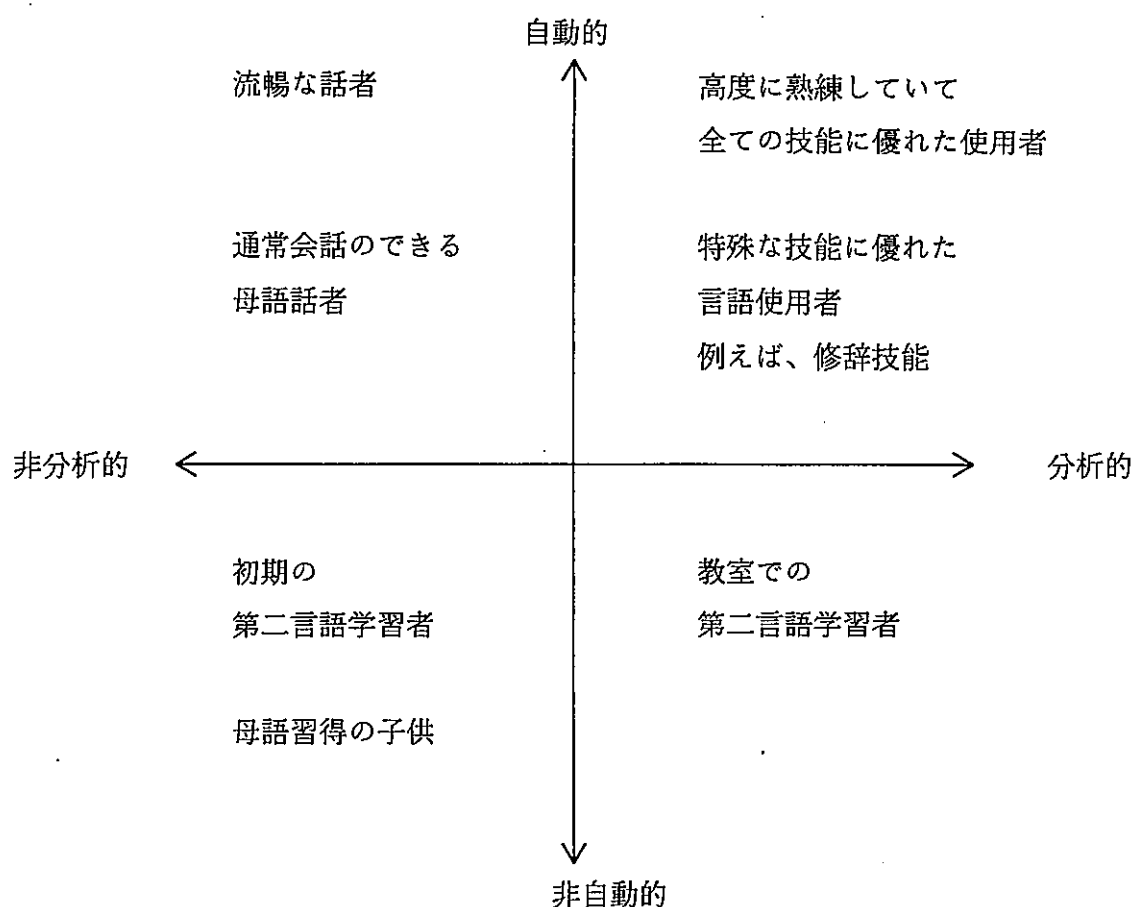 自動的
流暢な話者
高度に熟練していて
全ての技能に優れた使用者
通常会話のできる
母語話者
特殊な技能に優れた
言語使用者
例えば、修辞技能
非分析的
分析的
初期の
第二言語学習者
教室での
第二言語学習者
母語習得の子供
非自動的